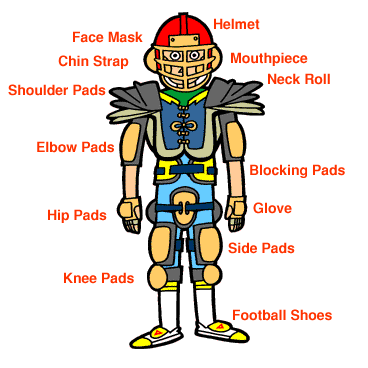 Helmet
Face Mask
Chin Strap
Mouthpiece
Neck Roll
Shoulder Pads
Elbow Pads
Blocking Pads
Hip Pads
Glove
Side Pads
Knee Pads
Football Shoes